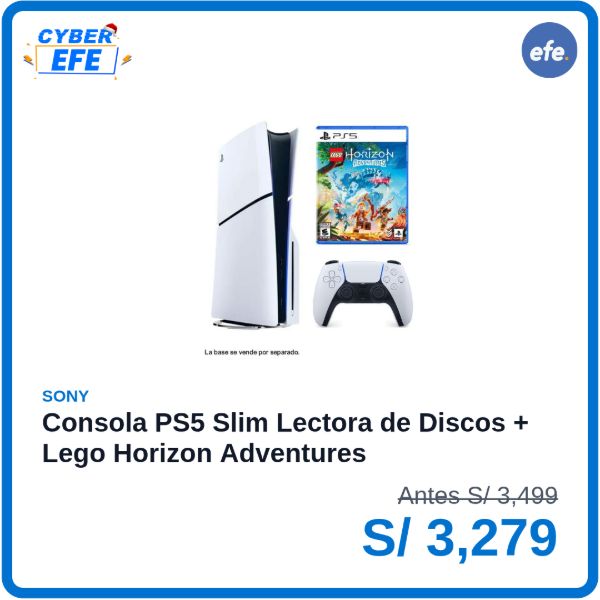 CYBER
EFE
efe.
PS5
LEGO HORIZON
ADVENTURES
La base se vende por separado.
SONY
Consola PS5 Slim Lectora de Discos +
Lego Horizon Adventures
Antes S/ 3,499
S/ 3,279